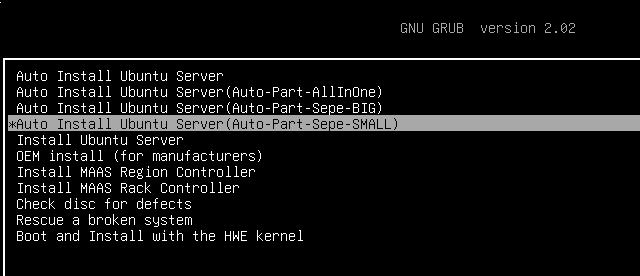 GNU GRUB  version 2.02
Auto Install Ubuntu Server
Auto Install Ubuntu Server(Auto-Part-AllInOne)
Auto Install Ubuntu Server(Auto-Part-Sepe-BIG)
*Auto Install Ubuntu Server(Auto-Part-Sepe-SMALL)
Install Ubuntu Server
OEM install (for manufacturers)
Install MAAS Region Controller
Install MAAS Rack Controller
Check disc for defects
Rescue a broken system
Boot and Install with the HWE kernel